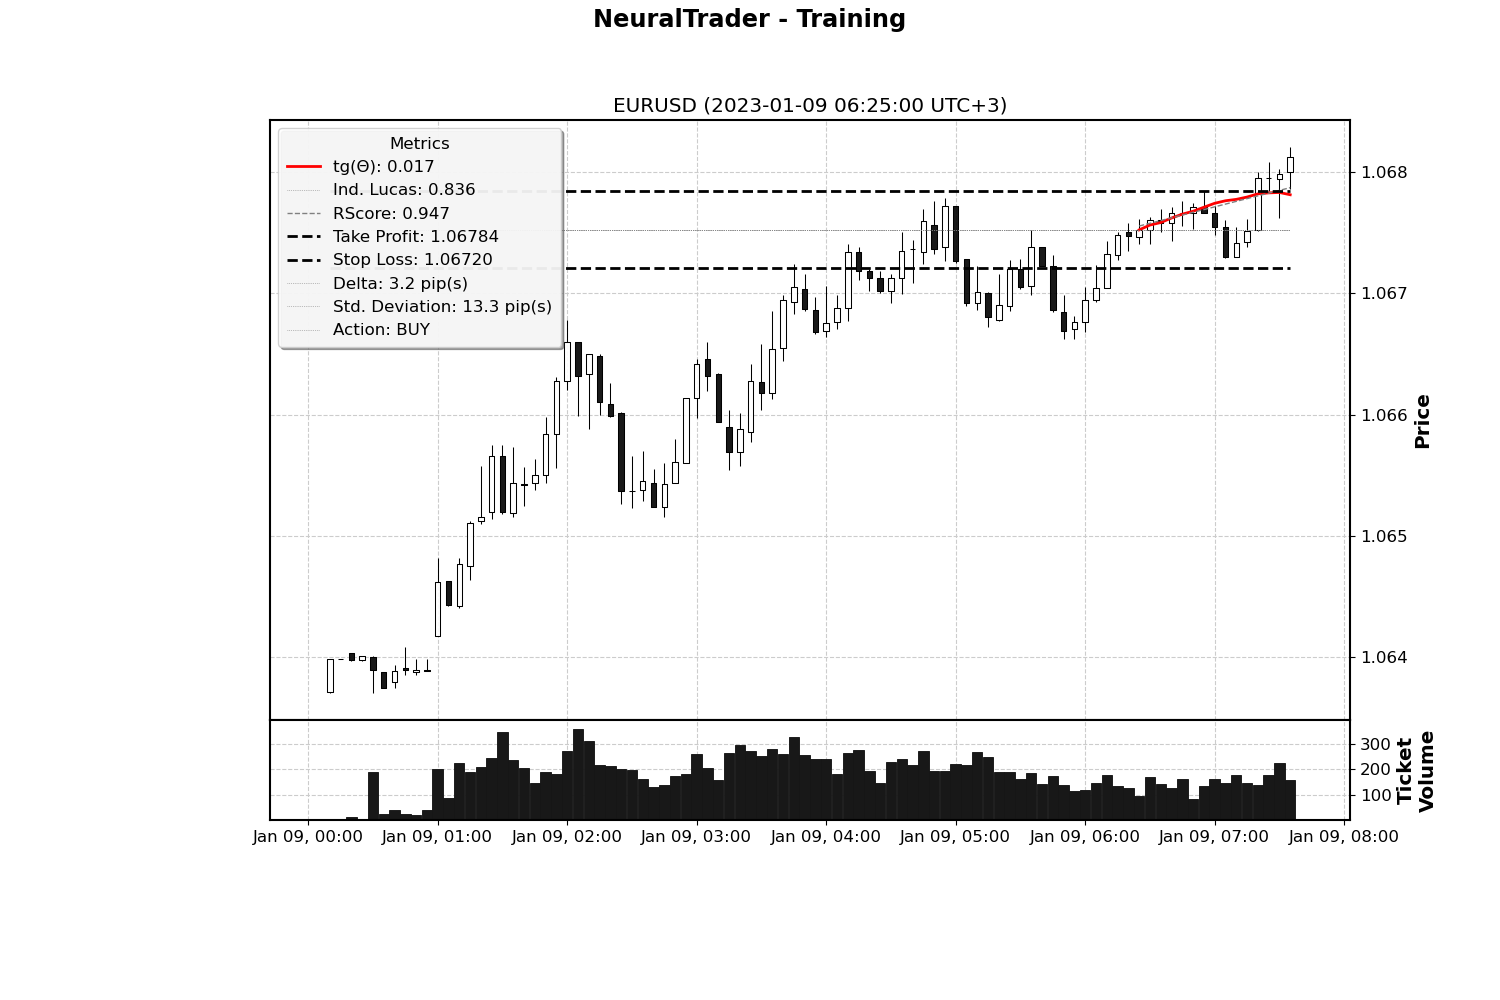 NeuralTrader - Training
EURUSD (2023-01-09 06:25:00 UTC+3)
Metrics
tg(Θ): 0.017
Ind. Lucas: 0.836
RScore: 0.947
Take Profit: 1.06784
Stop Loss: 1.06720
Delta: 3.2 pip(s)
Std. Deviation: 13.3 pip(s)
Action: BUY
1.068
1.067
1.066
1.065
1.064
Price
300
200
100
Ticket
Volume
Jan 09, 00:00 Jan 09, 01:00 Jan 09, 02:00 Jan 09, 03:00 Jan 09, 04:00 Jan 09, 05:00 Jan 09, 06:00 Jan 09, 07:00 Jan 09, 08:00